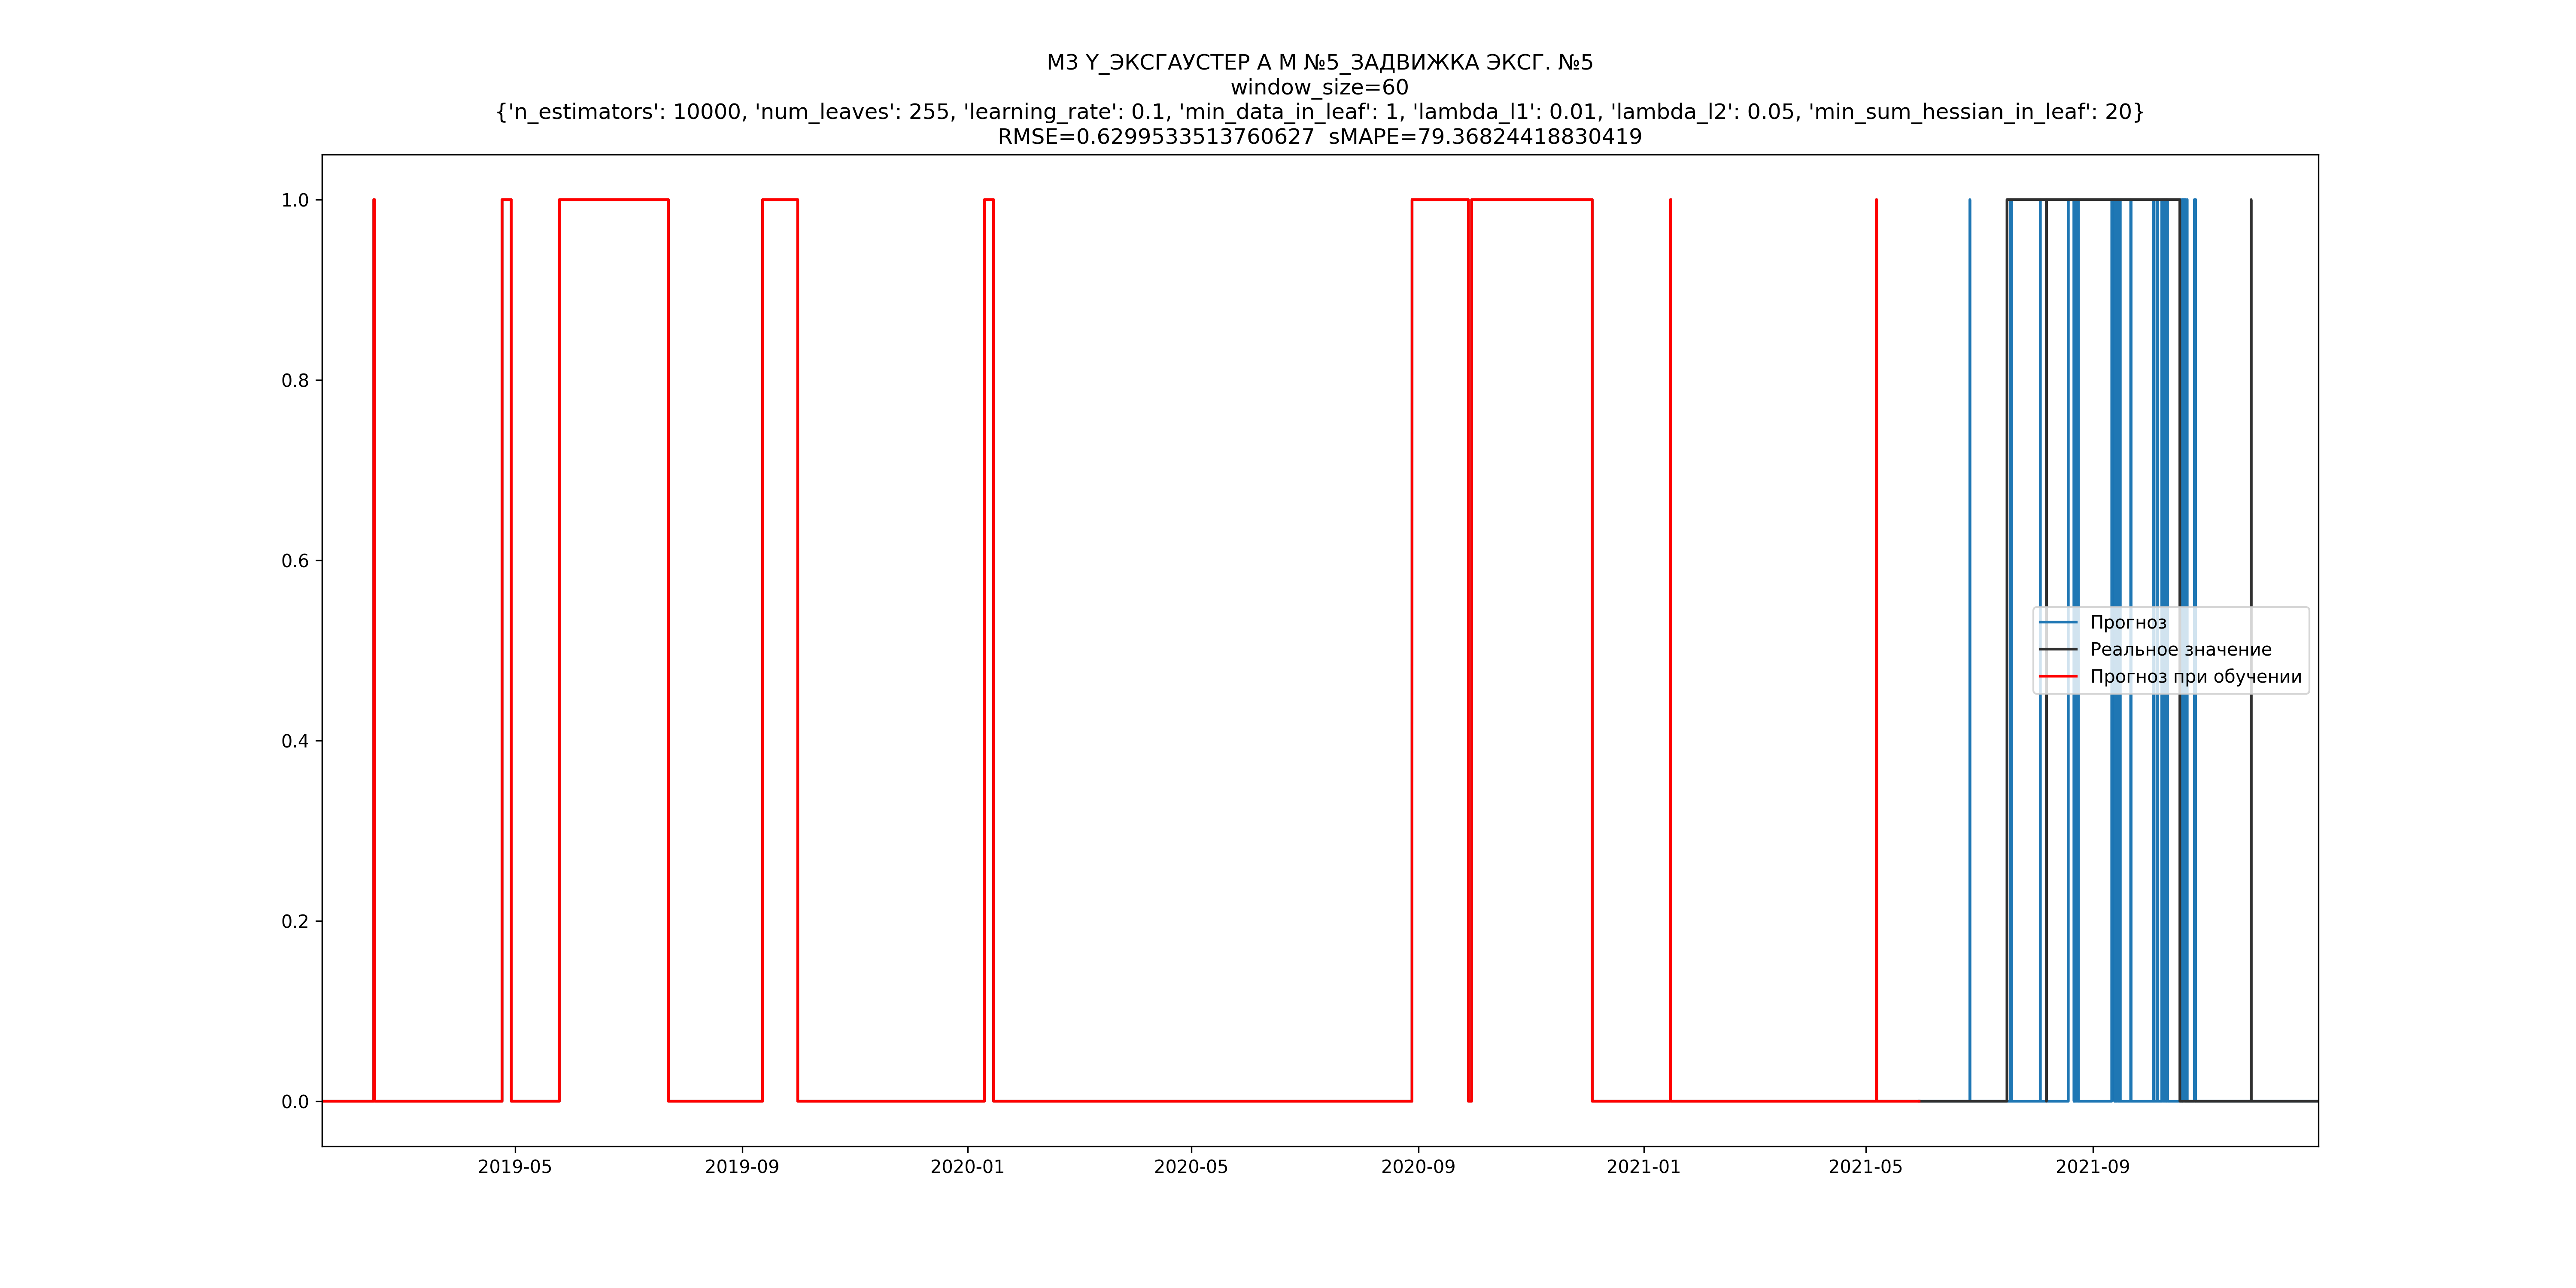 М3 Y_ЭКСГАУСТЕР А М №5_ЗАДВИЖКА ЭКСГ. №5
window_size=60
{'n_estimators': 10000, 'num_leaves': 255, 'learning_rate': 0.1, 'min_data_in_leaf': 1, 'lambda_l1': 0.01, 'lambda_l2': 0.05, 'min_sum_hessian_in_leaf': 20}
RMSE=0.6299533513760627 sMAPE=79.36824418830419
1.0
0.8
0.6
0.4
0.2
0.0
Прогноз
Реальное значение
Прогноз при обучении
2019-05 2019-09 2020-01 2020-05 2020-09 2021-01 2021-05 2021-09